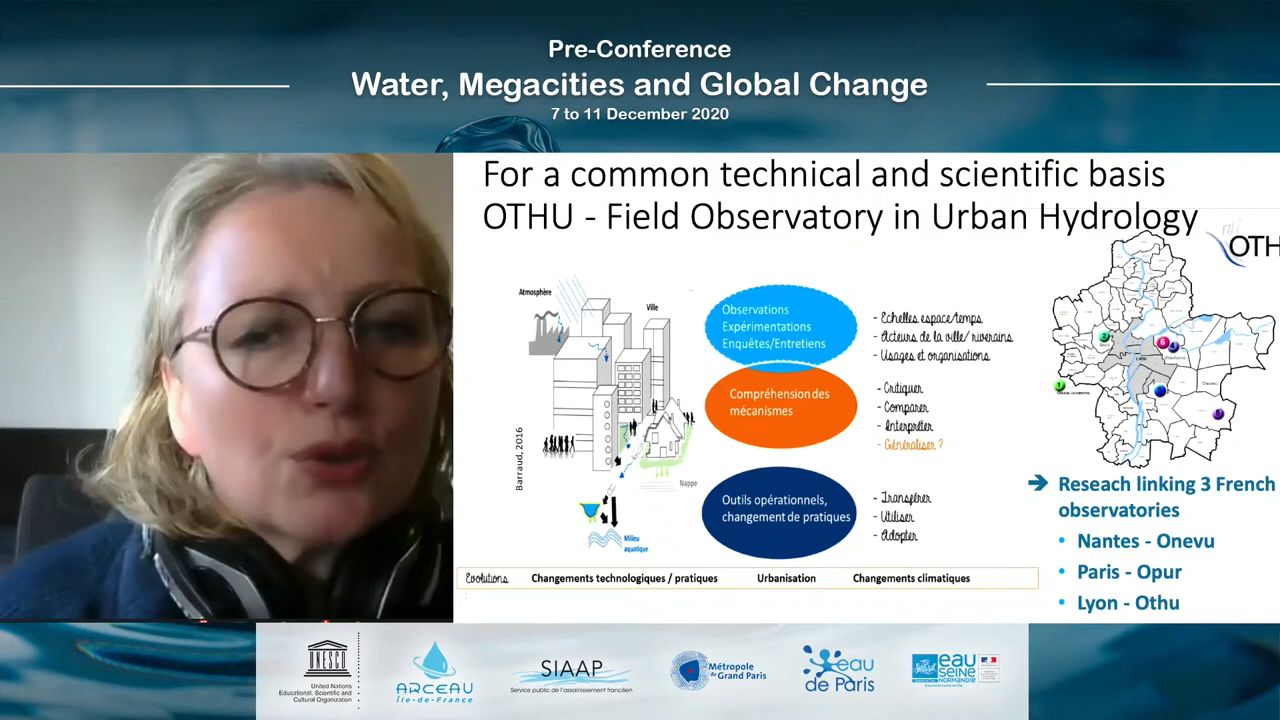 Pre-Conference
Water, Megacities and Global Change
7 to 11 December 2020
For a common technical and scientific basis
OTHU - Field Observatory in Urban Hydrology
OTH
Atmosphère
Ville
Barraud, 2016
Nappe
Milieu
aquatique
Observations
Expérimentations
Enquêtes/Entretiens
- Echelles espace/temps
- Acteurs de la ville/ riverains
- Usages et organisations
Compréhension des
mécanismes
- Critiquer
- Comparer
- Interpréter
- Généraliser ?
Outils opérationnels,
changement de pratiques
- Transférer
- Utiliser
- Adopter
Evolutions Changements technologiques / pratiques Urbanisation Changements climatiques
➔ Reseach linking 3 French
observatories
• Nantes - Onevu
• Paris - Opur
• Lyon - Othu
UNESCO
United Nations
Educational, Scientific and
Cultural Organization
ARCEAU
Île-de-France
SIAAP
Service public de l'assainissement francilien
Métropole
du Grand Paris
eau
de Paris
eau
SEINE
NORMANDIE